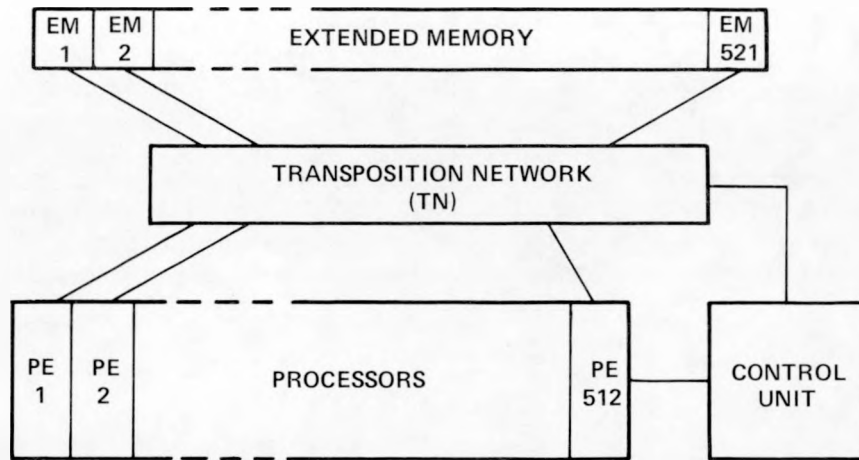 EM
1
EM
2
EXTENDED MEMORY
EM
521
TRANSPOSITION NETWORK
(TN)
PE
1
PE
2
PROCESSORS
PE
512
CONTROL
UNIT